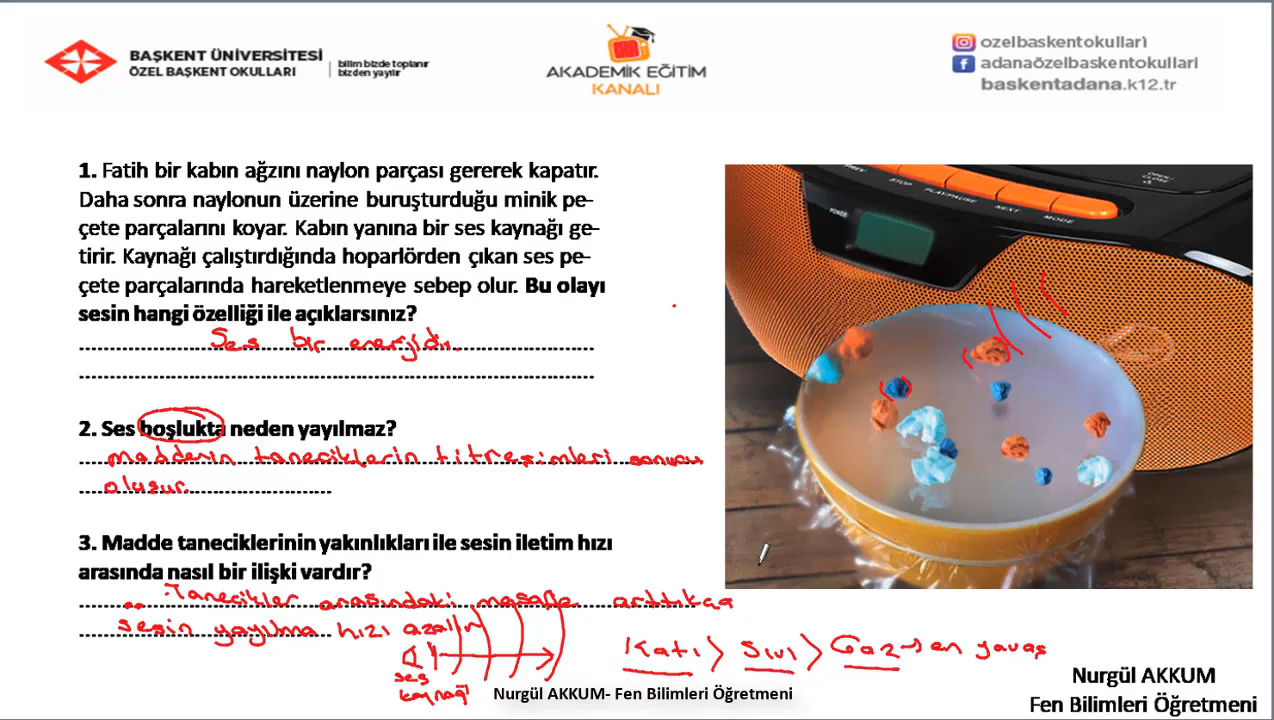 BAŞKENT ÜNİVERSİTESİ
ÖZEL BAŞKENT OKULLARI
bilim bizde toplanır
bizden yayılır
AKADEMİK EĞİTİM
KANALI
ozelbaskentokullari
adanaözelbaskentokullari
baskentadana.k12.tr
1. Fatih bir kabın ağzını naylon parçası gererek kapatır.
Daha sonra naylonun üzerine buruşturduğu minik pe-
çete parçalarını koyar. Kabın yanına bir ses kaynağı ge-
tirir. Kaynağı çalıştırdığında hoparlörden çıkan ses pe-
çete parçalarında hareketlenmeye sebep olur. Bu olayı
sesin hangi özelliği ile açıklarsınız?
Ses bir enerjidir.
2. Ses boşlukta neden yayılmaz?
maddenin taneciklerin titreşimleri sonucu
oluşur.
3. Madde taneciklerinin yakınlıkları ile sesin iletim hızı
arasında nasıl bir ilişki vardır?
Tanecikler arasındaki mesafe arttıkça
sesin yayılma hızı azalır
ses
kaynağı
Katı > Sıvı > Gaz → en yavaş
POWER
STOP
PLAY/PAUSE
NEXT
MODE
OPEN/
CLOSE
Nurgül AKKUM- Fen Bilimleri Öğretmeni
Nurgül AKKUM
Fen Bilimleri Öğretmeni